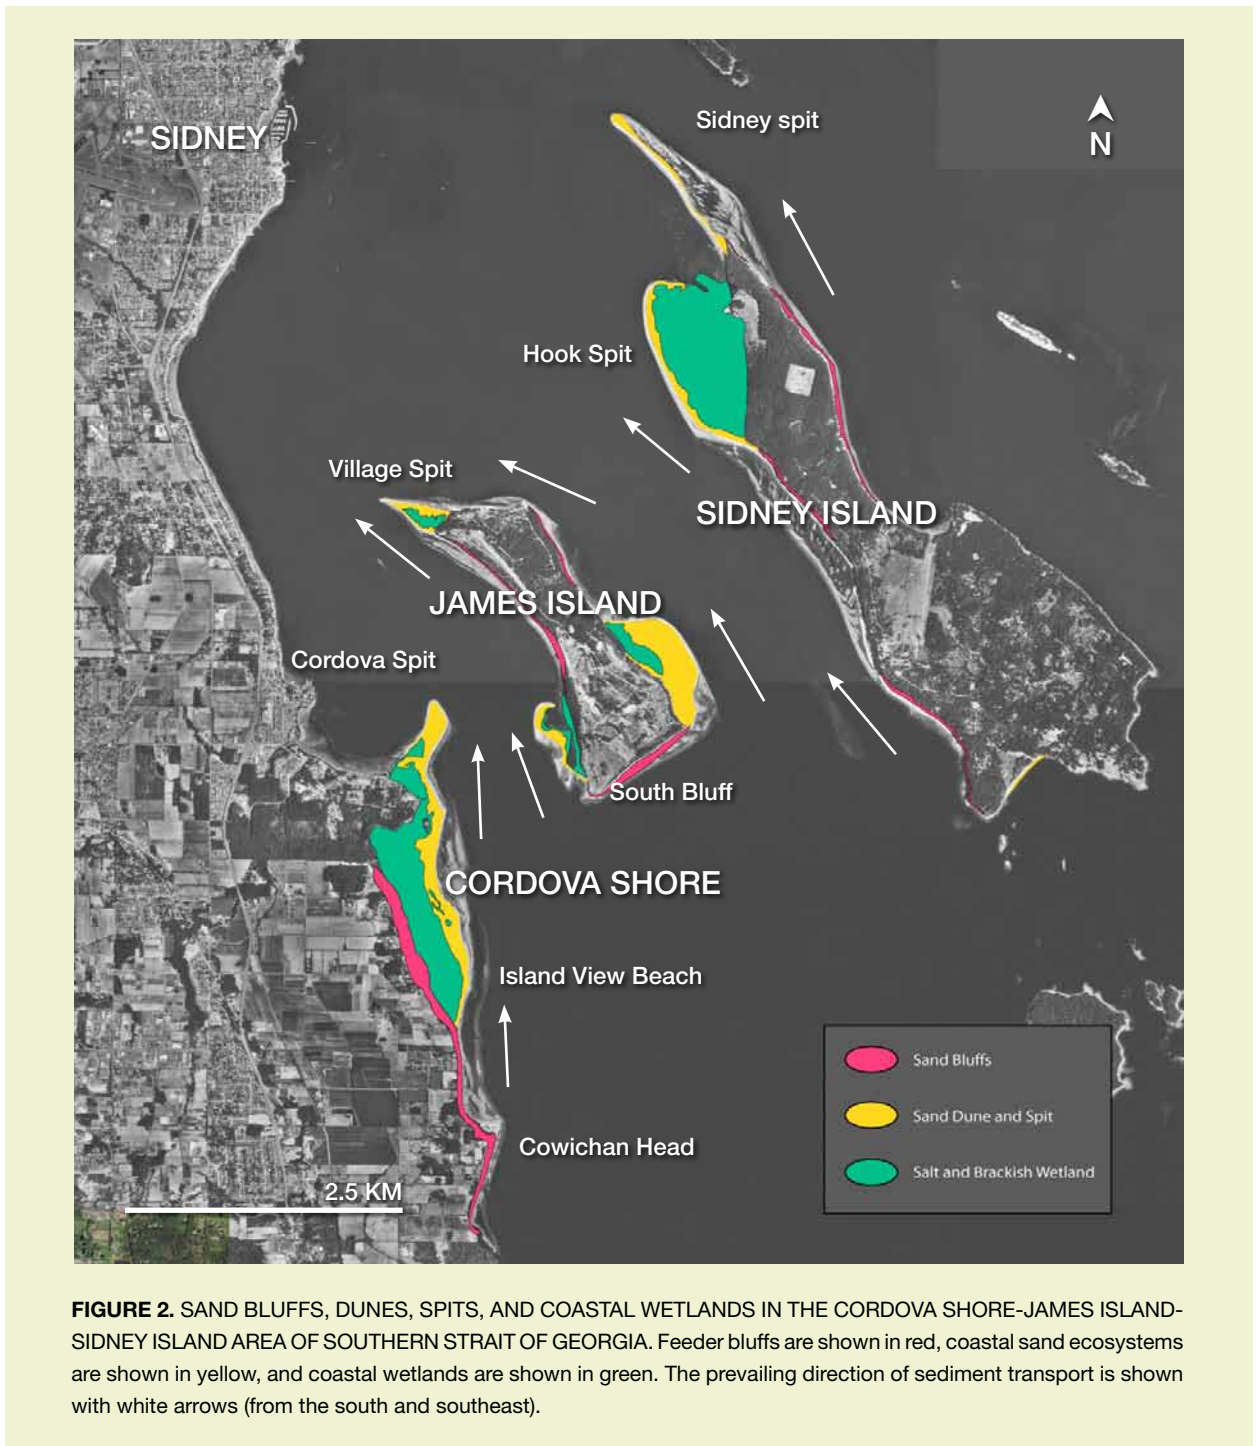 Sidney spit
N
SIDNEY
Hook Spit
Village Spit
SIDNEY ISLAND
JAMES ISLAND
Cordova Spit
South Bluff
CORDOVA SHORE
Island View Beach
Sand Bluffs
Sand Dune and Spit
Cowichan Head
Salt and Brackish Wetland
2.5 KM
FIGURE 2. SAND BLUFFS, DUNES, SPITS, AND COASTAL WETLANDS IN THE CORDOVA SHORE-JAMES ISLAND-
SIDNEY ISLAND AREA OF SOUTHERN STRAIT OF GEORGIA. Feeder bluffs are shown in red, coastal sand ecosystems
are shown in yellow, and coastal wetlands are shown in green. The prevailing direction of sediment transport is shown
with white arrows (from the south and southeast).